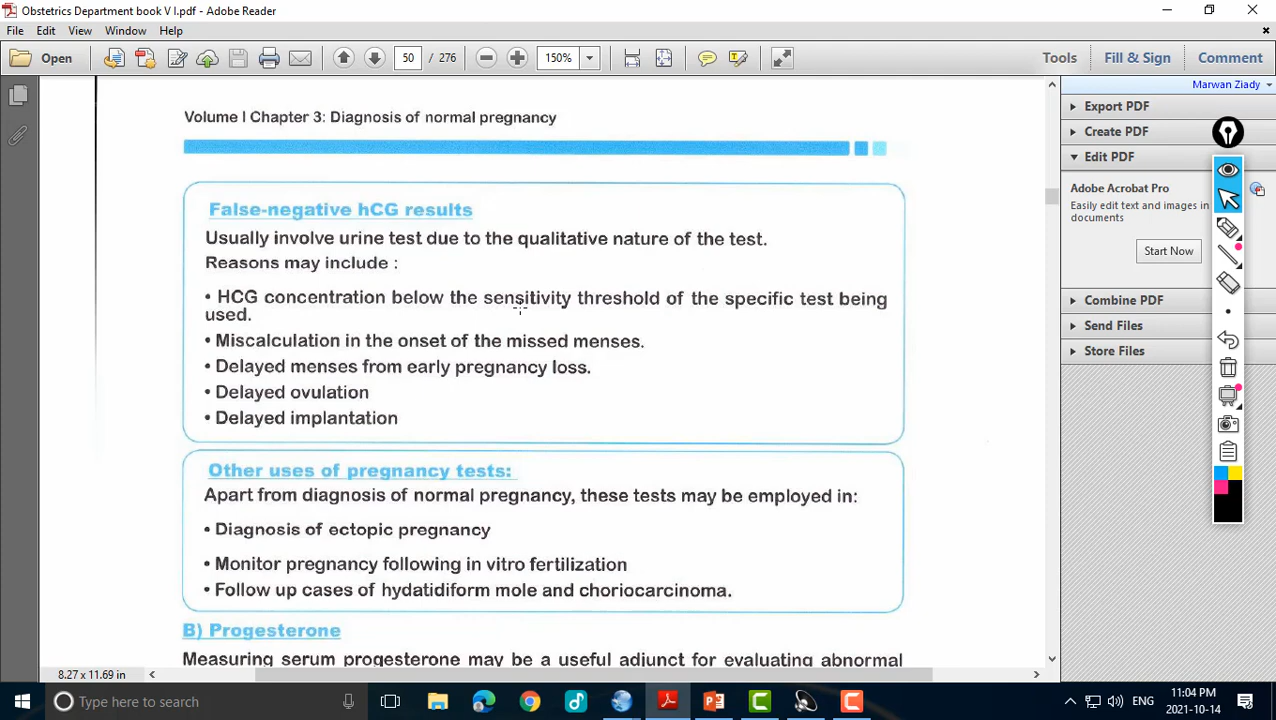 Obstetrics Department book V I.pdf - Adobe Reader
File Edit View Window Help
Open 50 / 276 150% Tools Fill & Sign Comment
Marwan Ziady
Volume I Chapter 3: Diagnosis of normal pregnancy
False-negative hCG results
Usually involve urine test due to the qualitative nature of the test.
Reasons may include :
• HCG concentration below the sensitivity threshold of the specific test being
used.
• Miscalculation in the onset of the missed menses.
• Delayed menses from early pregnancy loss.
• Delayed ovulation
• Delayed implantation
Other uses of pregnancy tests:
Apart from diagnosis of normal pregnancy, these tests may be employed in:
• Diagnosis of ectopic pregnancy
• Monitor pregnancy following in vitro fertilization
• Follow up cases of hydatidiform mole and choriocarcinoma.
B) Progesterone
Measuring serum progesterone may be a useful adjunct for evaluating abnormal
Export PDF
Create PDF
Edit PDF
Adobe Acrobat Pro
Easily edit text and images in
documents
Start Now
Combine PDF
Send Files
Store Files
8.27 x 11.69 in
Type here to search
ENG
11:04 PM
2021-10-14